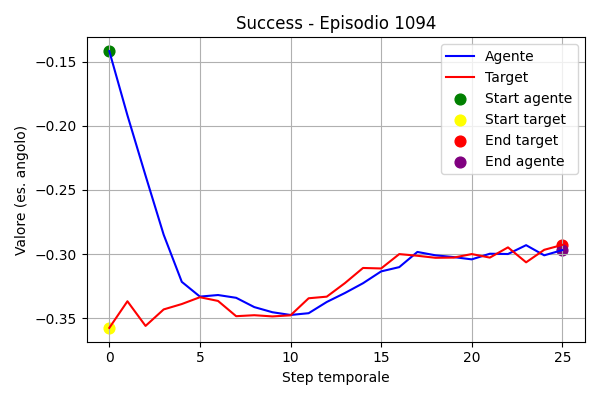 Success - Episodio 1094
Agente
Target
Start agente
Start target
End target
End agente
Valore (es. angolo)
−0.15
−0.20
−0.25
−0.30
−0.35
0
5
10
15
20
25
Step temporale